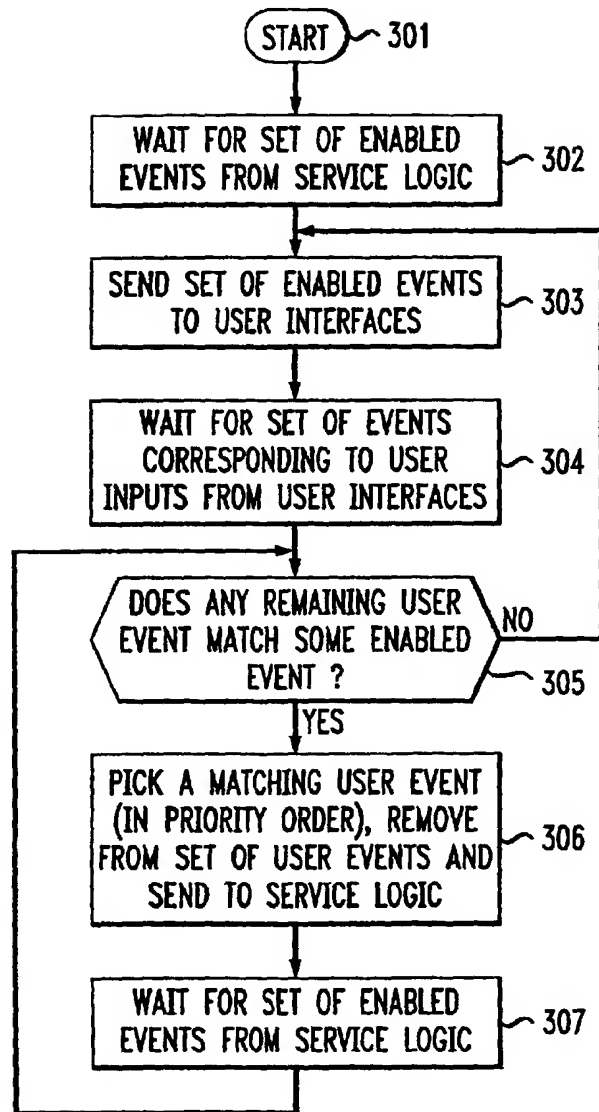 START
301
WAIT FOR SET OF ENABLED
EVENTS FROM SERVICE LOGIC
302
SEND SET OF ENABLED EVENTS
TO USER INTERFACES
303
WAIT FOR SET OF EVENTS
CORRESPONDING TO USER
INPUTS FROM USER INTERFACES
304
DOES ANY REMAINING USER
EVENT MATCH SOME ENABLED
EVENT ?
NO
305
YES
PICK A MATCHING USER EVENT
(IN PRIORITY ORDER), REMOVE
FROM SET OF USER EVENTS AND
SEND TO SERVICE LOGIC
306
WAIT FOR SET OF ENABLED
EVENTS FROM SERVICE LOGIC
307